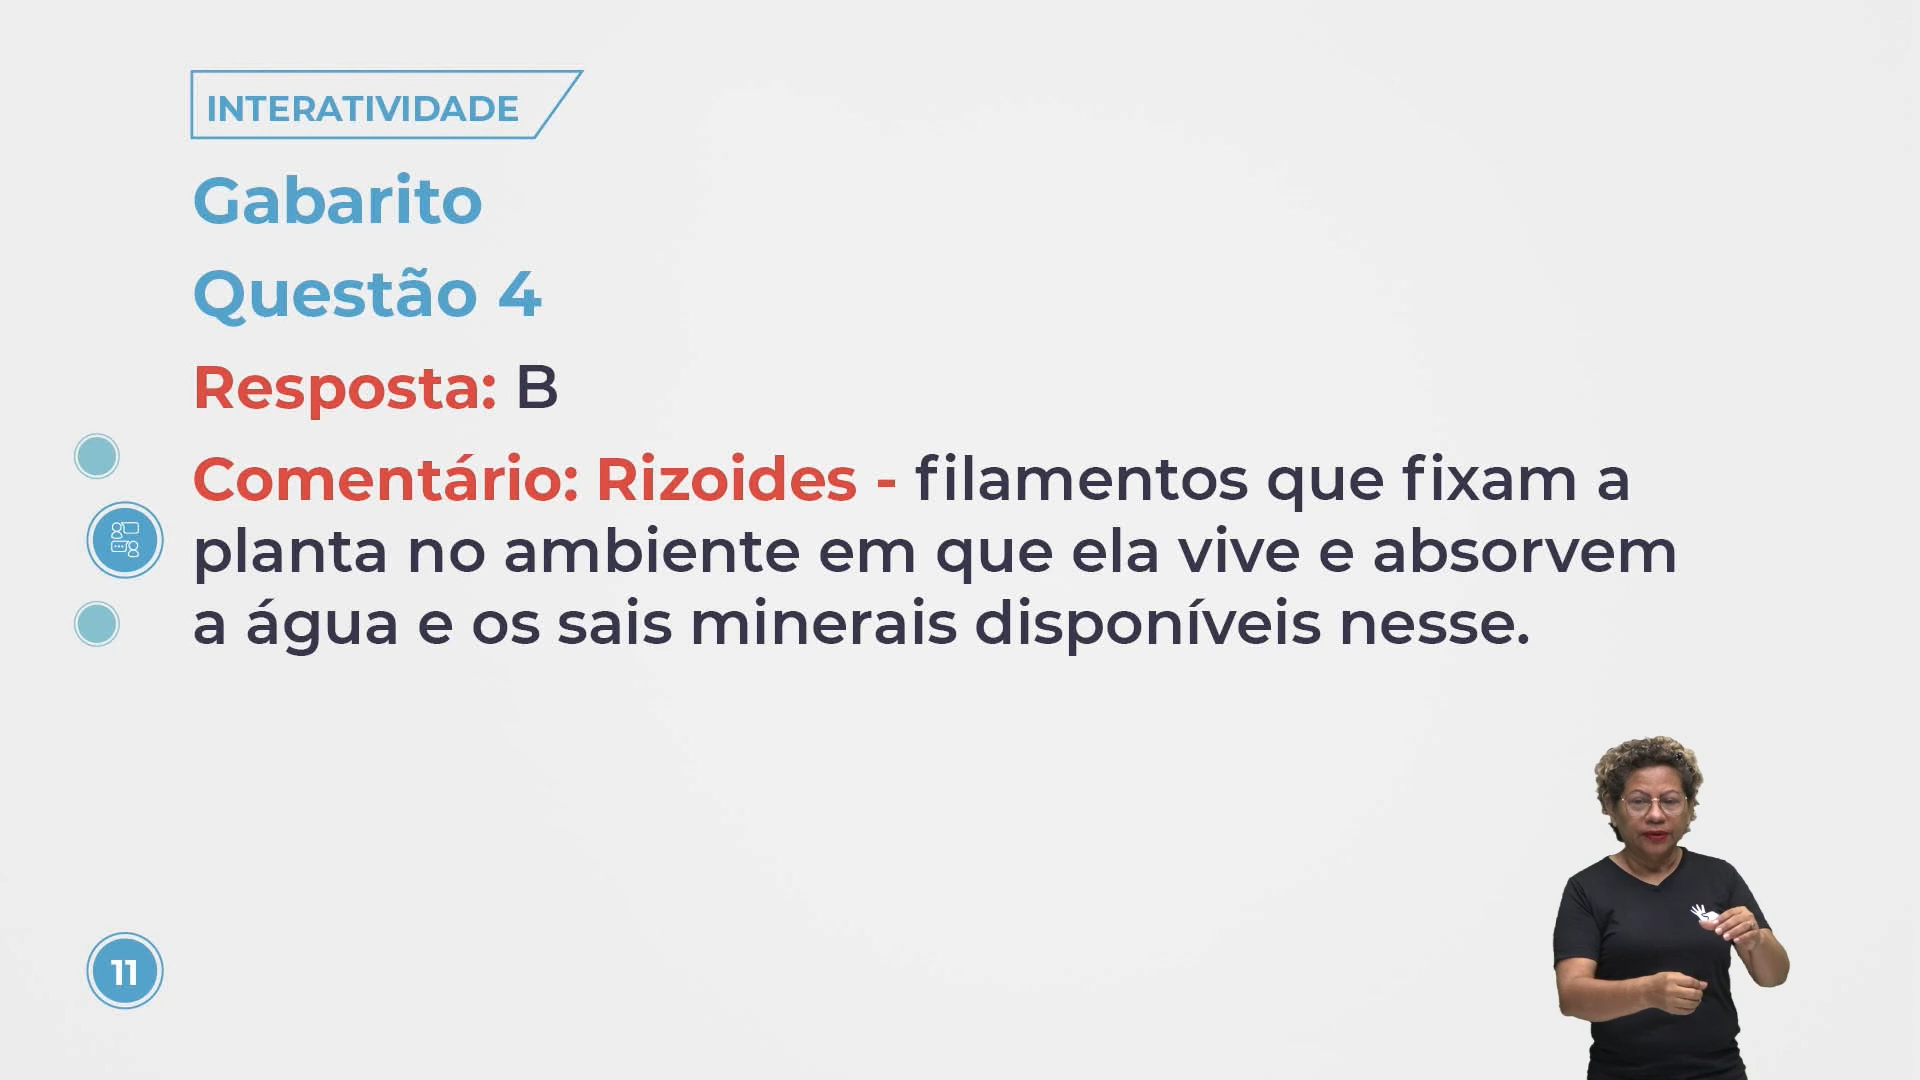 INTERATIVIDADE
Gabarito
Questão 4
Resposta: B
Comentário: Rizoides - filamentos que fixam a
planta no ambiente em que ela vive e absorvem
a água e os sais minerais disponíveis nesse.
11